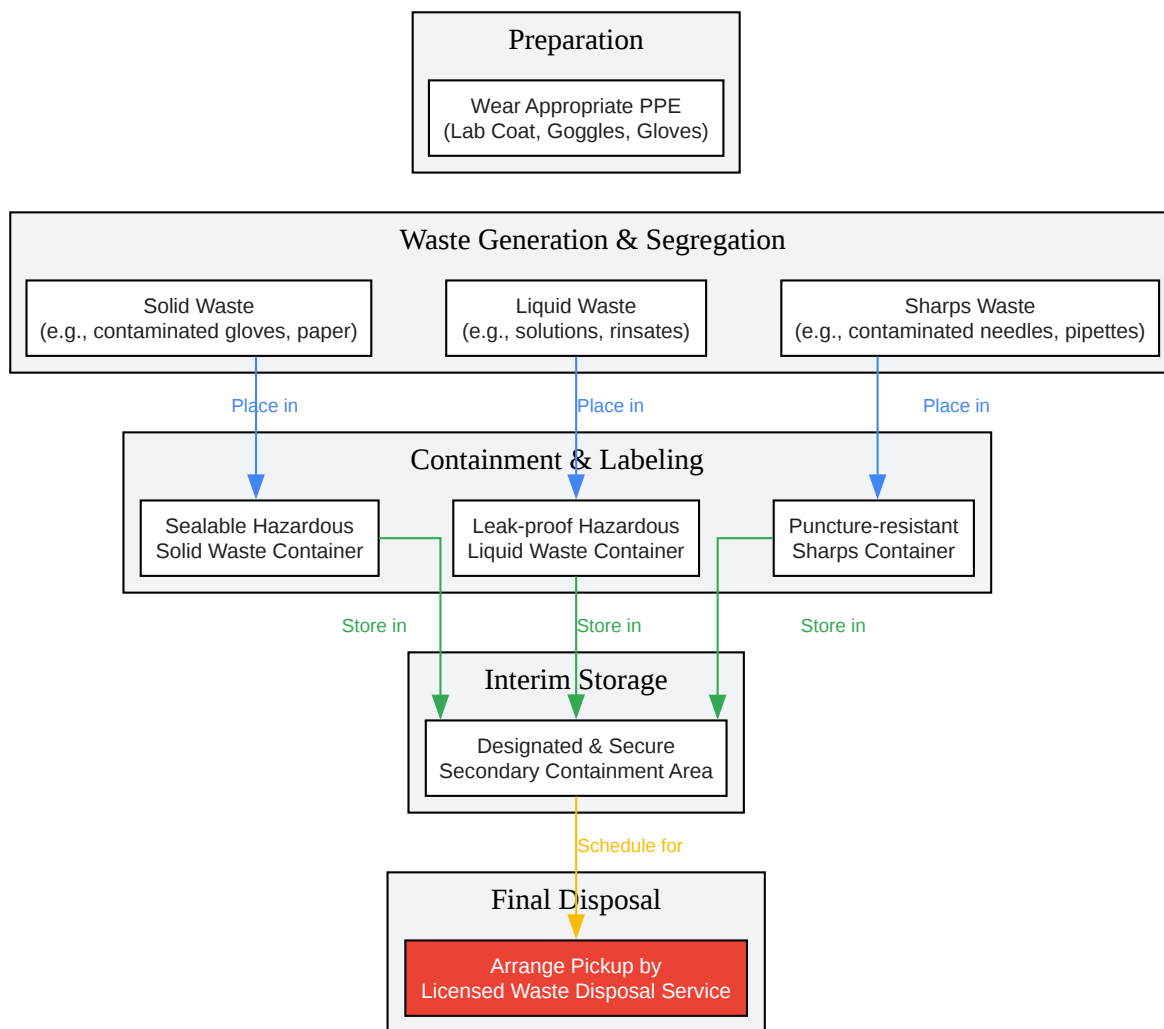 Preparation
Wear Appropriate PPE
(Lab Coat, Goggles, Gloves)
Waste Generation & Segregation
Solid Waste
(e.g., contaminated gloves, paper)
Liquid Waste
(e.g., solutions, rinsates)
Sharps Waste
(e.g., contaminated needles, pipettes)
Place in
Place in
Place in
Containment & Labeling
Sealable Hazardous
Solid Waste Container
Leak-proof Hazardous
Liquid Waste Container
Puncture-resistant
Sharps Container
Store in
Store in
Store in
Interim Storage
Designated & Secure
Secondary Containment Area
Schedule for
Final Disposal
Arrange Pickup by
Licensed Waste Disposal Service